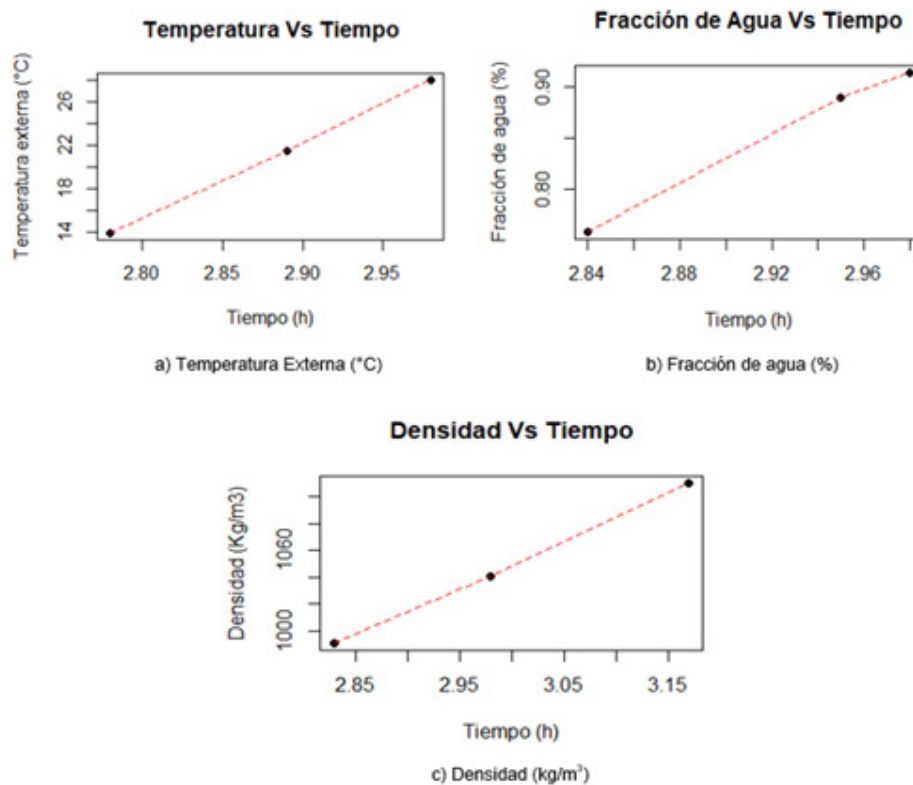 Temperatura Vs Tiempo
Temperatura externa (°C)
26
22
18
14
2.80
2.85
2.90
2.95
Tiempo (h)
a) Temperatura Externa (°C)
Fracción de Agua Vs Tiempo
Fracción de agua (%)
0.90
0.80
2.84
2.88
2.92
2.96
Tiempo (h)
b) Fracción de agua (%)
Densidad Vs Tiempo
Densidad (Kg/m3)
1060
1000
2.85
2.95
3.05
3.15
Tiempo (h)
c) Densidad (kg/m³)